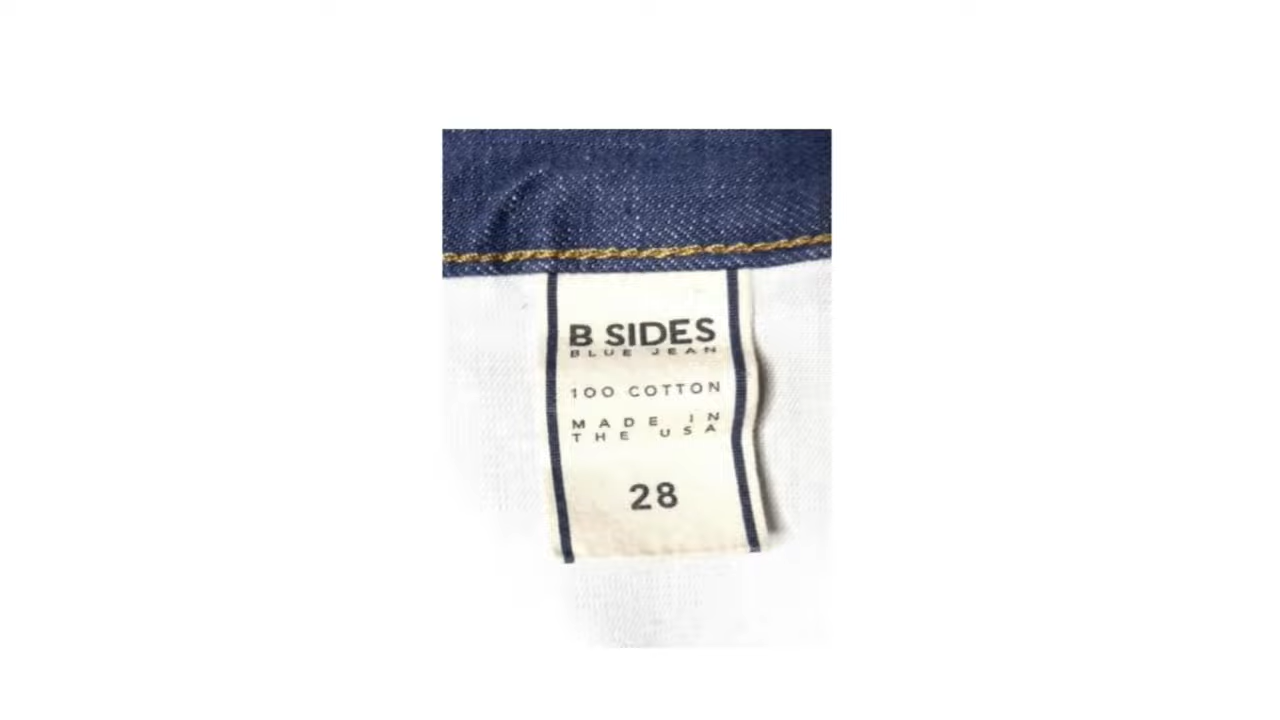 B SIDES
BLUE JEAN
100 COTTON
MADE IN
THE USA
28